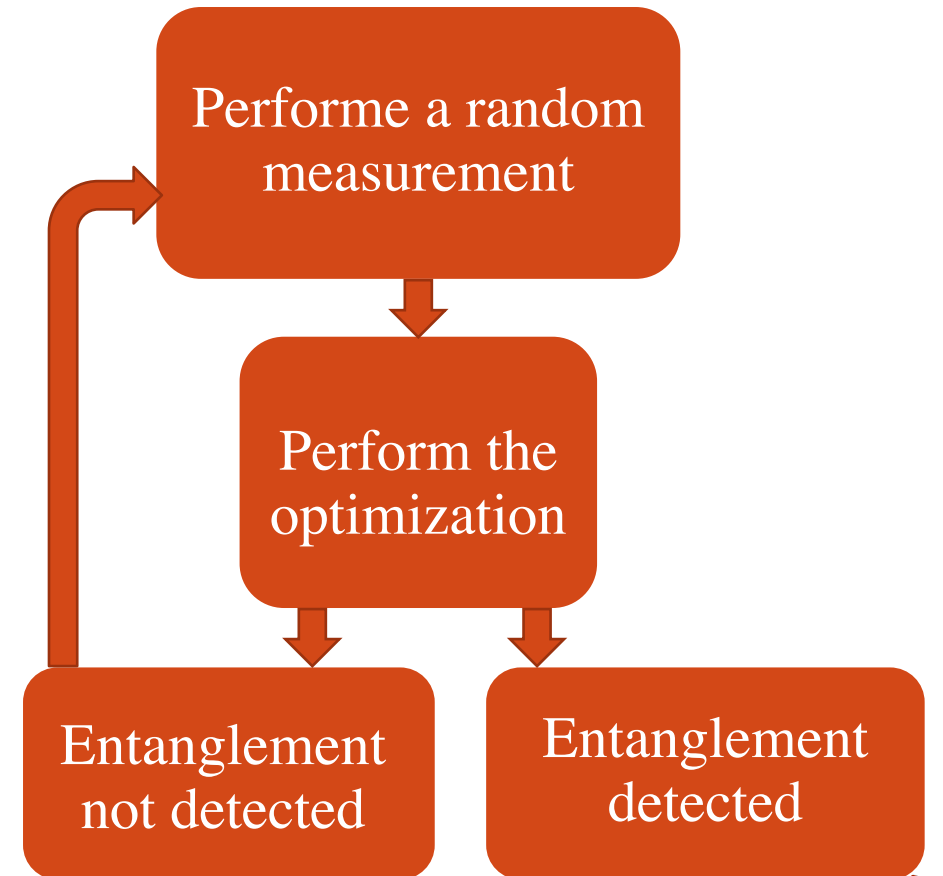 Performe a random
measurement
Perform the
optimization
Entanglement
not detected
Entanglement
detected